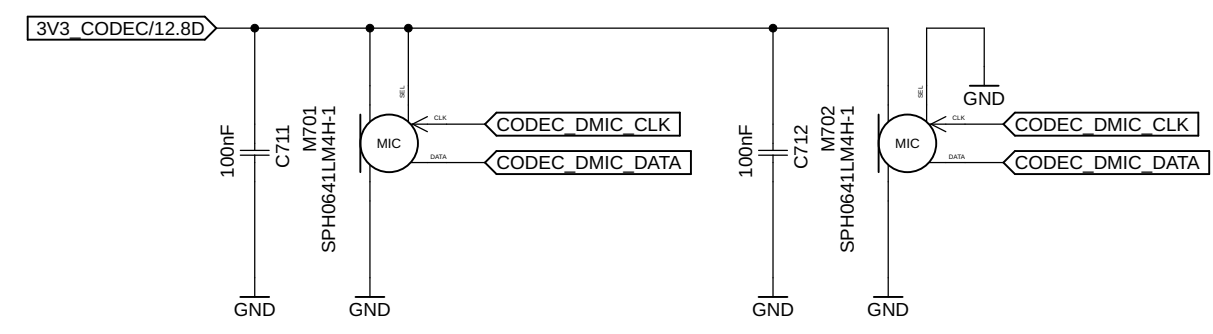 3V3_CODEC/12.8D
SEL
SEL
GND
100nF
C711
M701
SPH0641LM4H-1
MIC
CLK
CODEC_DMIC_CLK
DATA
CODEC_DMIC_DATA
100nF
C712
M702
SPH0641LM4H-1
MIC
CLK
CODEC_DMIC_CLK
DATA
CODEC_DMIC_DATA
GND
GND
GND
GND